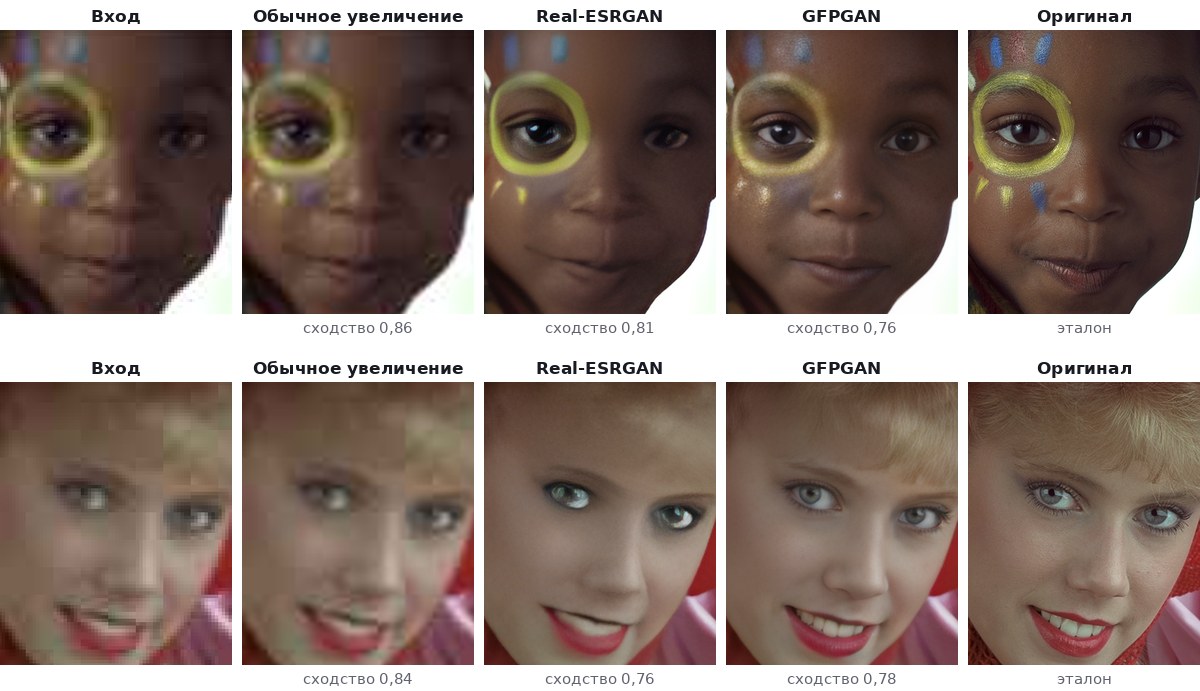 Вход Обычное увеличение Real-ESRGAN GFPGAN Оригинал
сходство 0,86 сходство 0,81 сходство 0,76 эталон
Вход Обычное увеличение Real-ESRGAN GFPGAN Оригинал
сходство 0,84 сходство 0,76 сходство 0,78 эталон